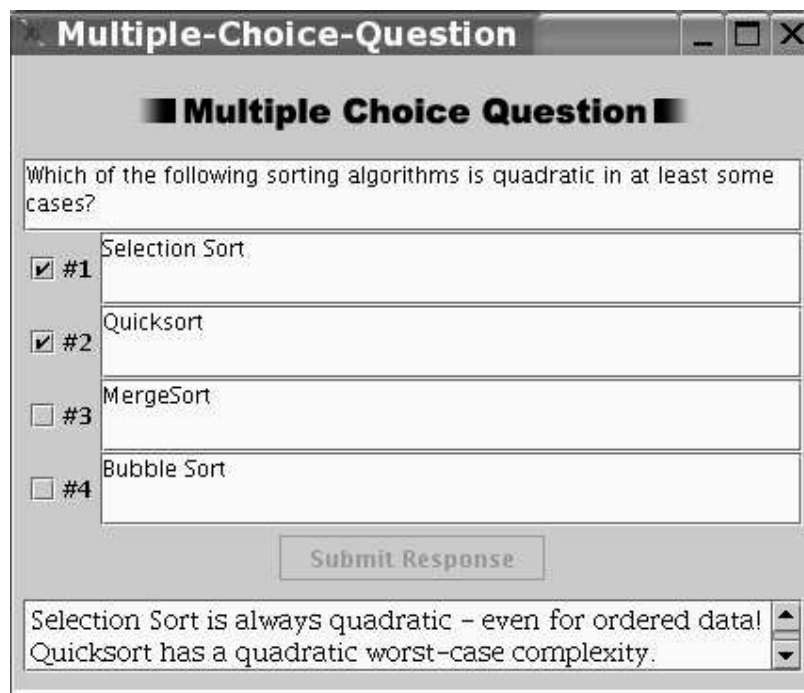 Multiple-Choice-Question
Multiple Choice Question
Which of the following sorting algorithms is quadratic in at least some
cases?
#1 Selection Sort
#2 Quicksort
#3 MergeSort
#4 Bubble Sort
Submit Response
Selection Sort is always quadratic – even for ordered data!
Quicksort has a quadratic worst-case complexity.